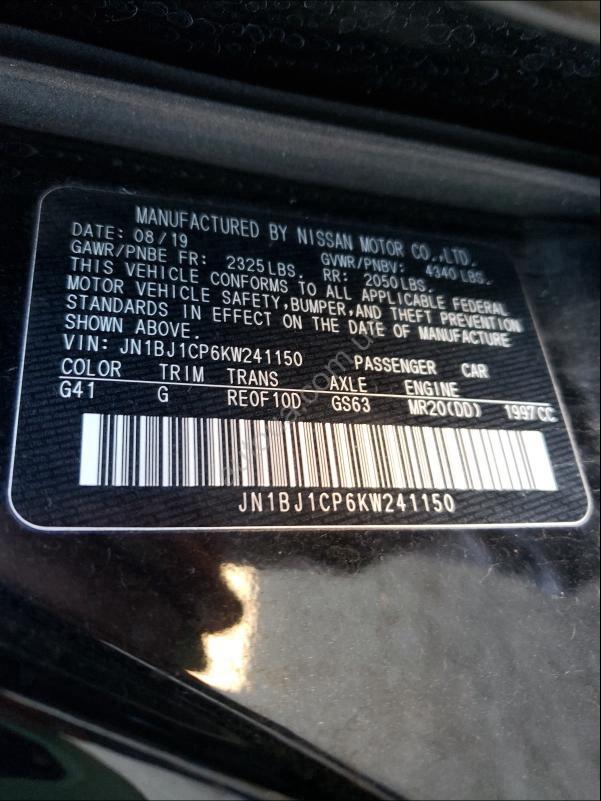 MANUFACTURED BY NISSAN MOTOR CO.,LTD.
DATE: 08/19 GVWR/PNBV: 4340LBS.
GAWR/PNBE FR: 2325LBS. RR: 2050LBS.
THIS VEHICLE CONFORMS TO ALL APPLICABLE FEDERAL
MOTOR VEHICLE SAFETY,BUMPER,AND THEFT PREVENTION
STANDARDS IN EFFECT ON THE DATE OF MANUFACTURE
SHOWN ABOVE.
VIN: JN1BJ1CP6KW241150 PASSENGER CAR
COLOR TRIM TRANS AXLE ENGINE
G41 G RE0F10D GS63 MR20(DD) 1997CC
JN1BJ1CP6KW241150